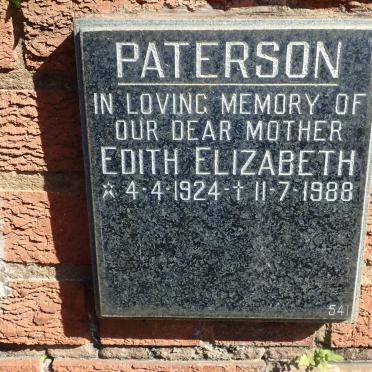 PATERSON
IN LOVING MEMORY OF
OUR DEAR MOTHER
EDITH ELIZABETH
☆ 4-4-1924-† 11-7-1988
541